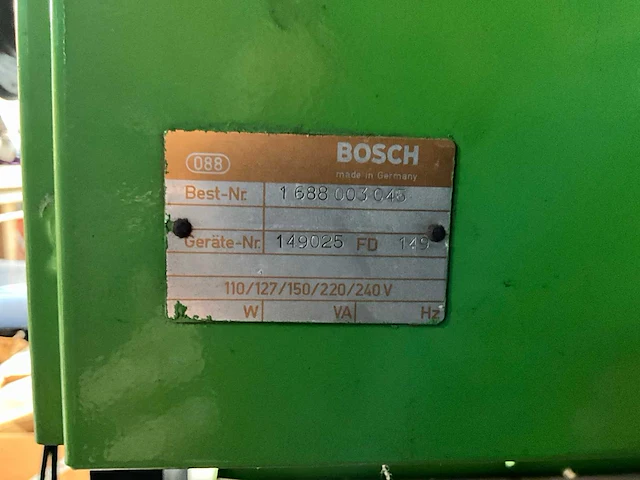 088 BOSCH
made in Germany
Best-Nr. 1 688 003 048
Geräte-Nr. 149025 FD 149
110/127/150/220/240 V
W VA Hz